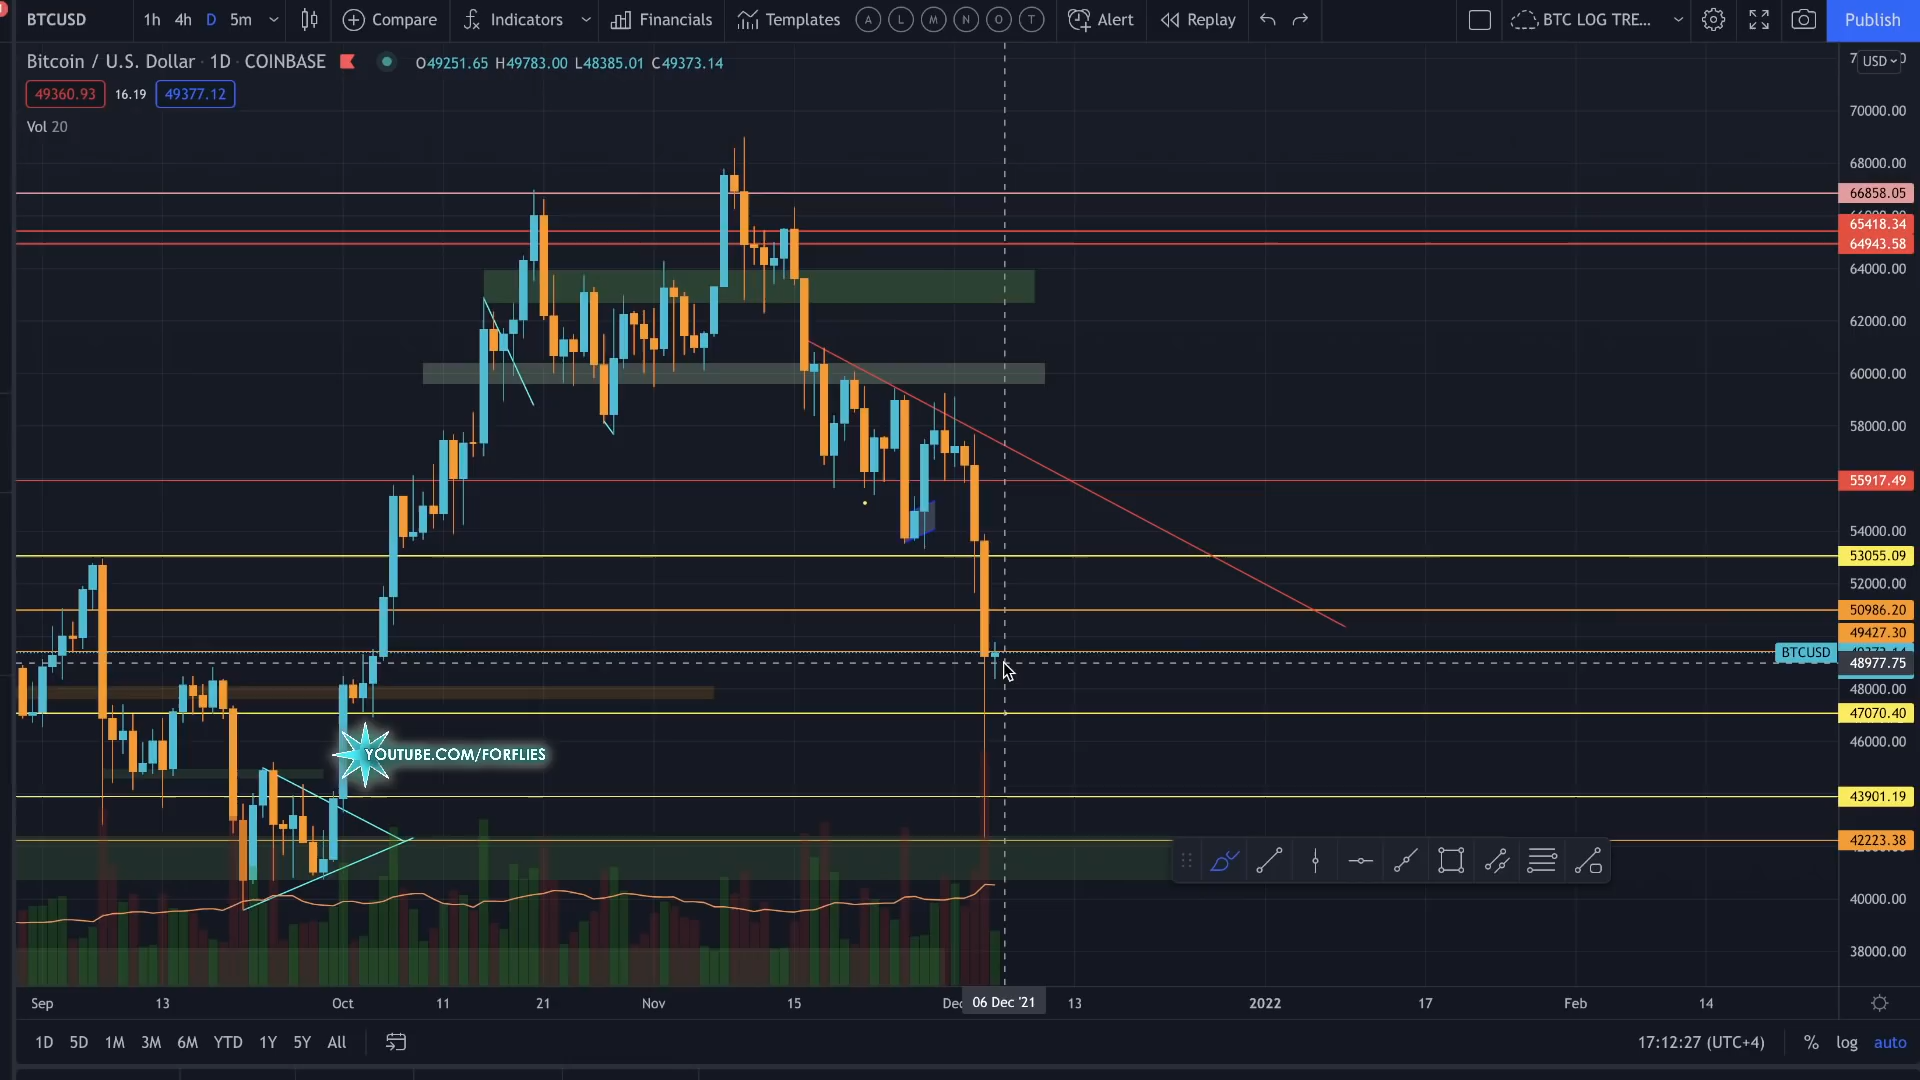 BTCUSD 1h 4h D 5m Compare Indicators Financials Templates A L M N O T Alert Replay BTC LOG TRE... Publish
Bitcoin / U.S. Dollar · 1D · COINBASE O49251.65 H49783.00 L48385.01 C49373.14
USD
49360.93 16.19 49377.12
Vol 20
70000.00
68000.00
66858.05
65418.34
64943.58
64000.00
62000.00
60000.00
58000.00
55917.49
54000.00
53055.09
52000.00
50986.20
49427.30
BTCUSD
48977.75
48000.00
47070.40
46000.00
YOUTUBE.COM/FORFLIES
43901.19
42223.38
40000.00
38000.00
Sep 13 Oct 11 21 Nov 15 Dec 06 Dec '21 13 2022 17 Feb 14
1D 5D 1M 3M 6M YTD 1Y 5Y All 17:12:27 (UTC+4) % log auto